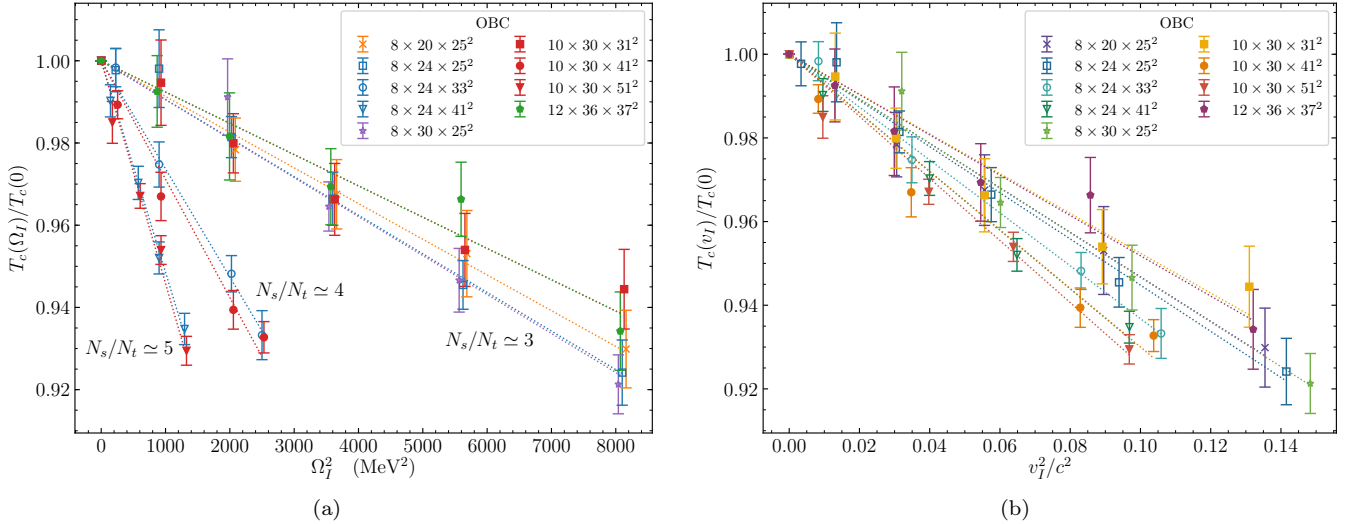 OBC
8 × 20 × 25²
8 × 24 × 25²
8 × 24 × 33²
8 × 24 × 41²
8 × 30 × 25²
10 × 30 × 31²
10 × 30 × 41²
10 × 30 × 51²
12 × 36 × 37²
T_c(Ω_I)/T_c(0)
1.00
0.98
0.96
0.94
0.92
N_s/N_t ≃ 4
N_s/N_t ≃ 5
N_s/N_t ≃ 3
0 1000 2000 3000 4000 5000 6000 7000 8000
Ω_I² (MeV²)
(a)
OBC
8 × 20 × 25²
8 × 24 × 25²
8 × 24 × 33²
8 × 24 × 41²
8 × 30 × 25²
10 × 30 × 31²
10 × 30 × 41²
10 × 30 × 51²
12 × 36 × 37²
T_c(v_I)/T_c(0)
1.00
0.98
0.96
0.94
0.92
0.00 0.02 0.04 0.06 0.08 0.10 0.12 0.14
v_I²/c²
(b)